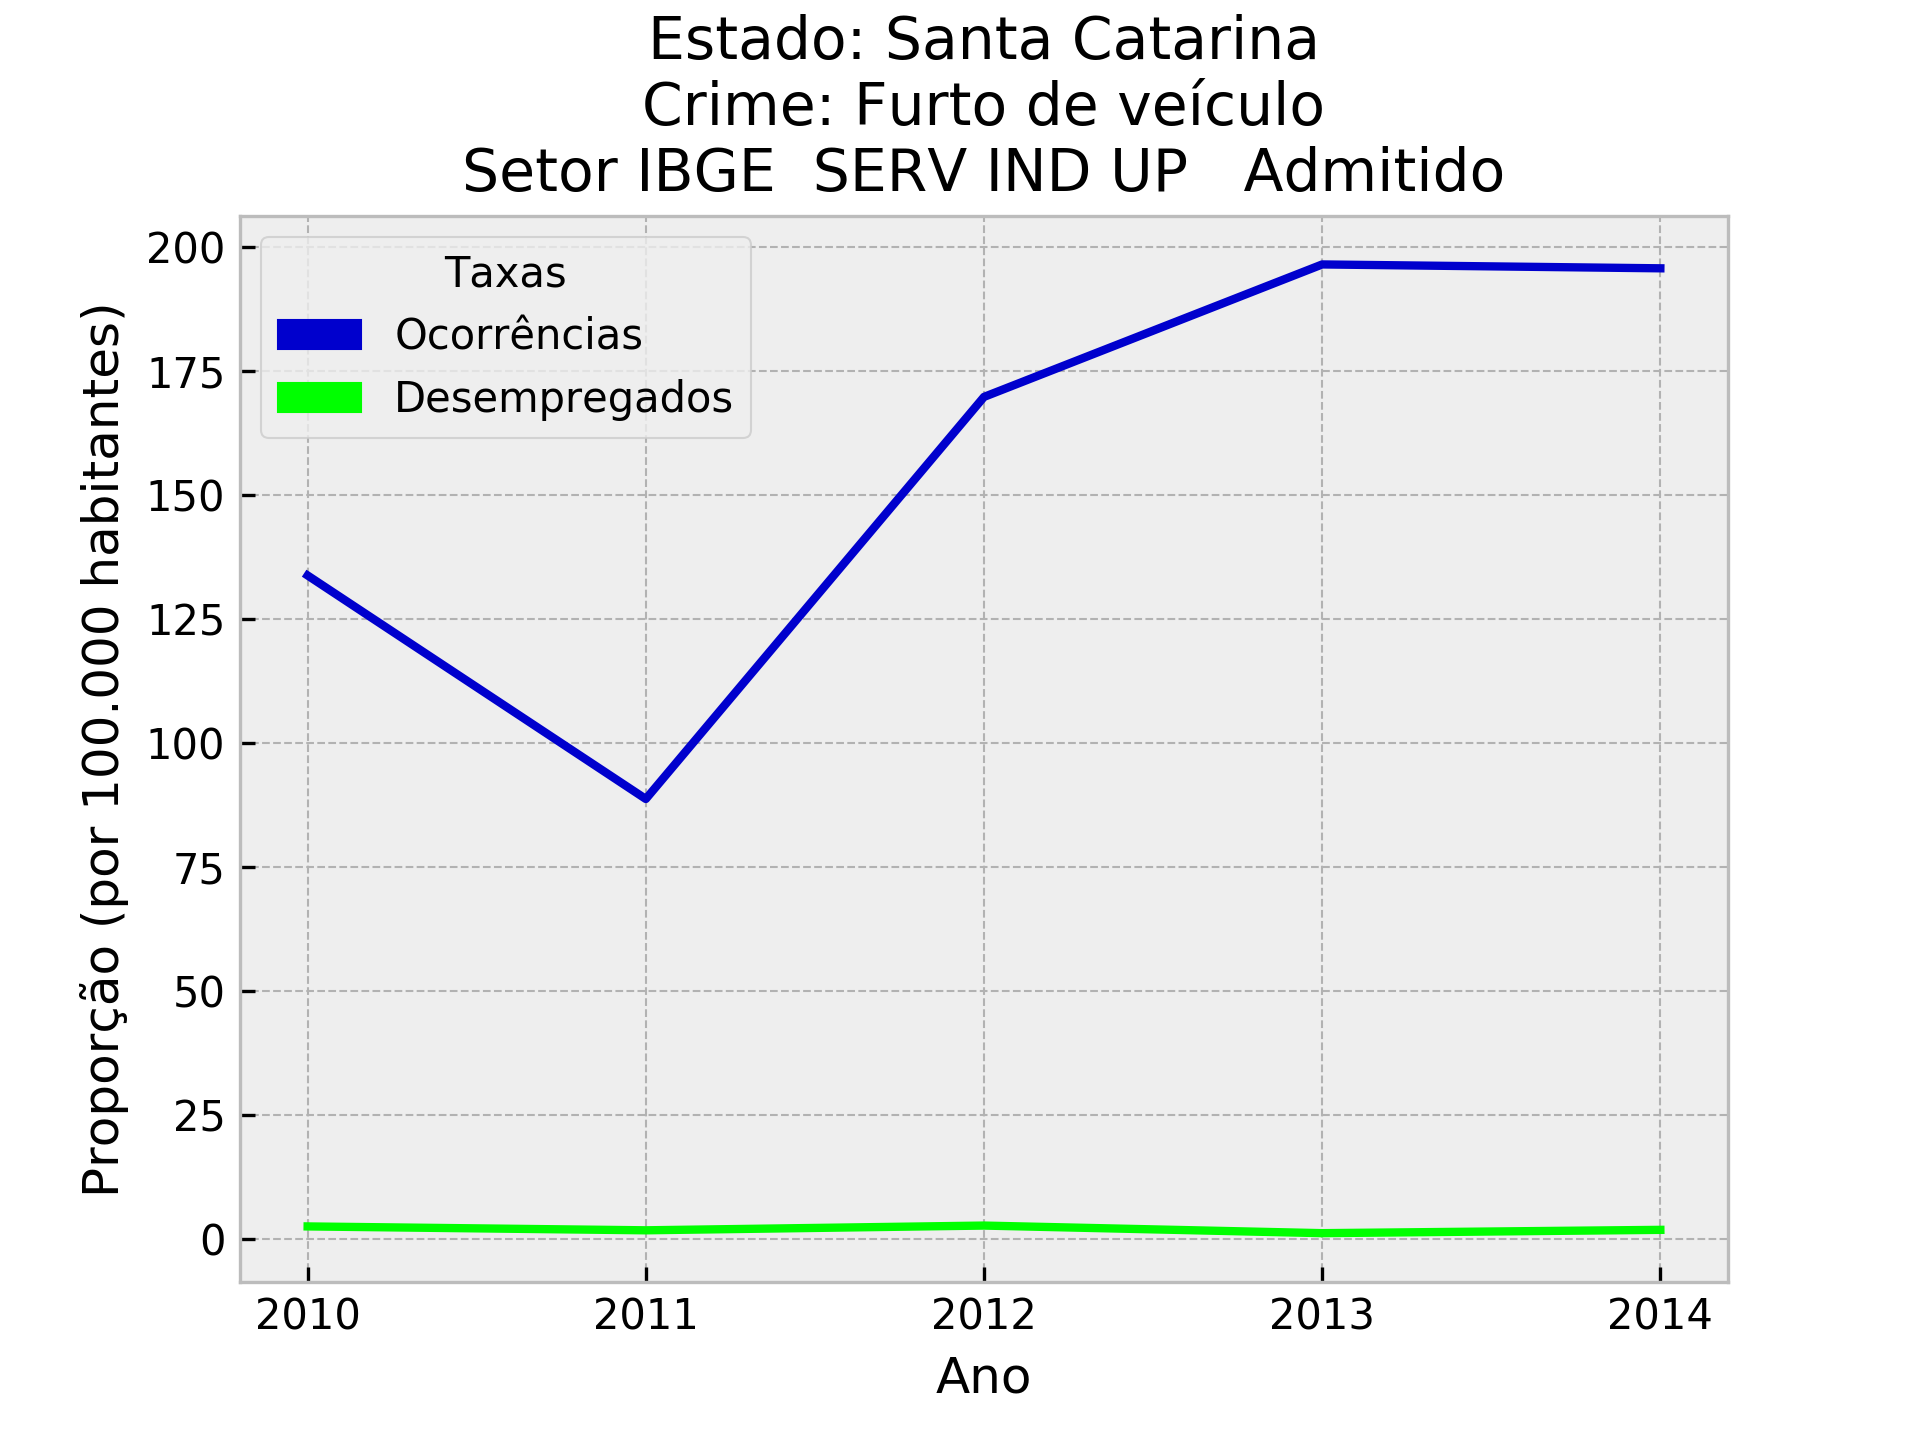 Estado: Santa Catarina
Crime: Furto de veículo
Setor IBGE  SERV IND UP   Admitido
Proporção (por 100.000 habitantes)
200
175
150
125
100
75
50
25
0
Taxas
Ocorrências
Desempregados
2010 2011 2012 2013 2014
Ano